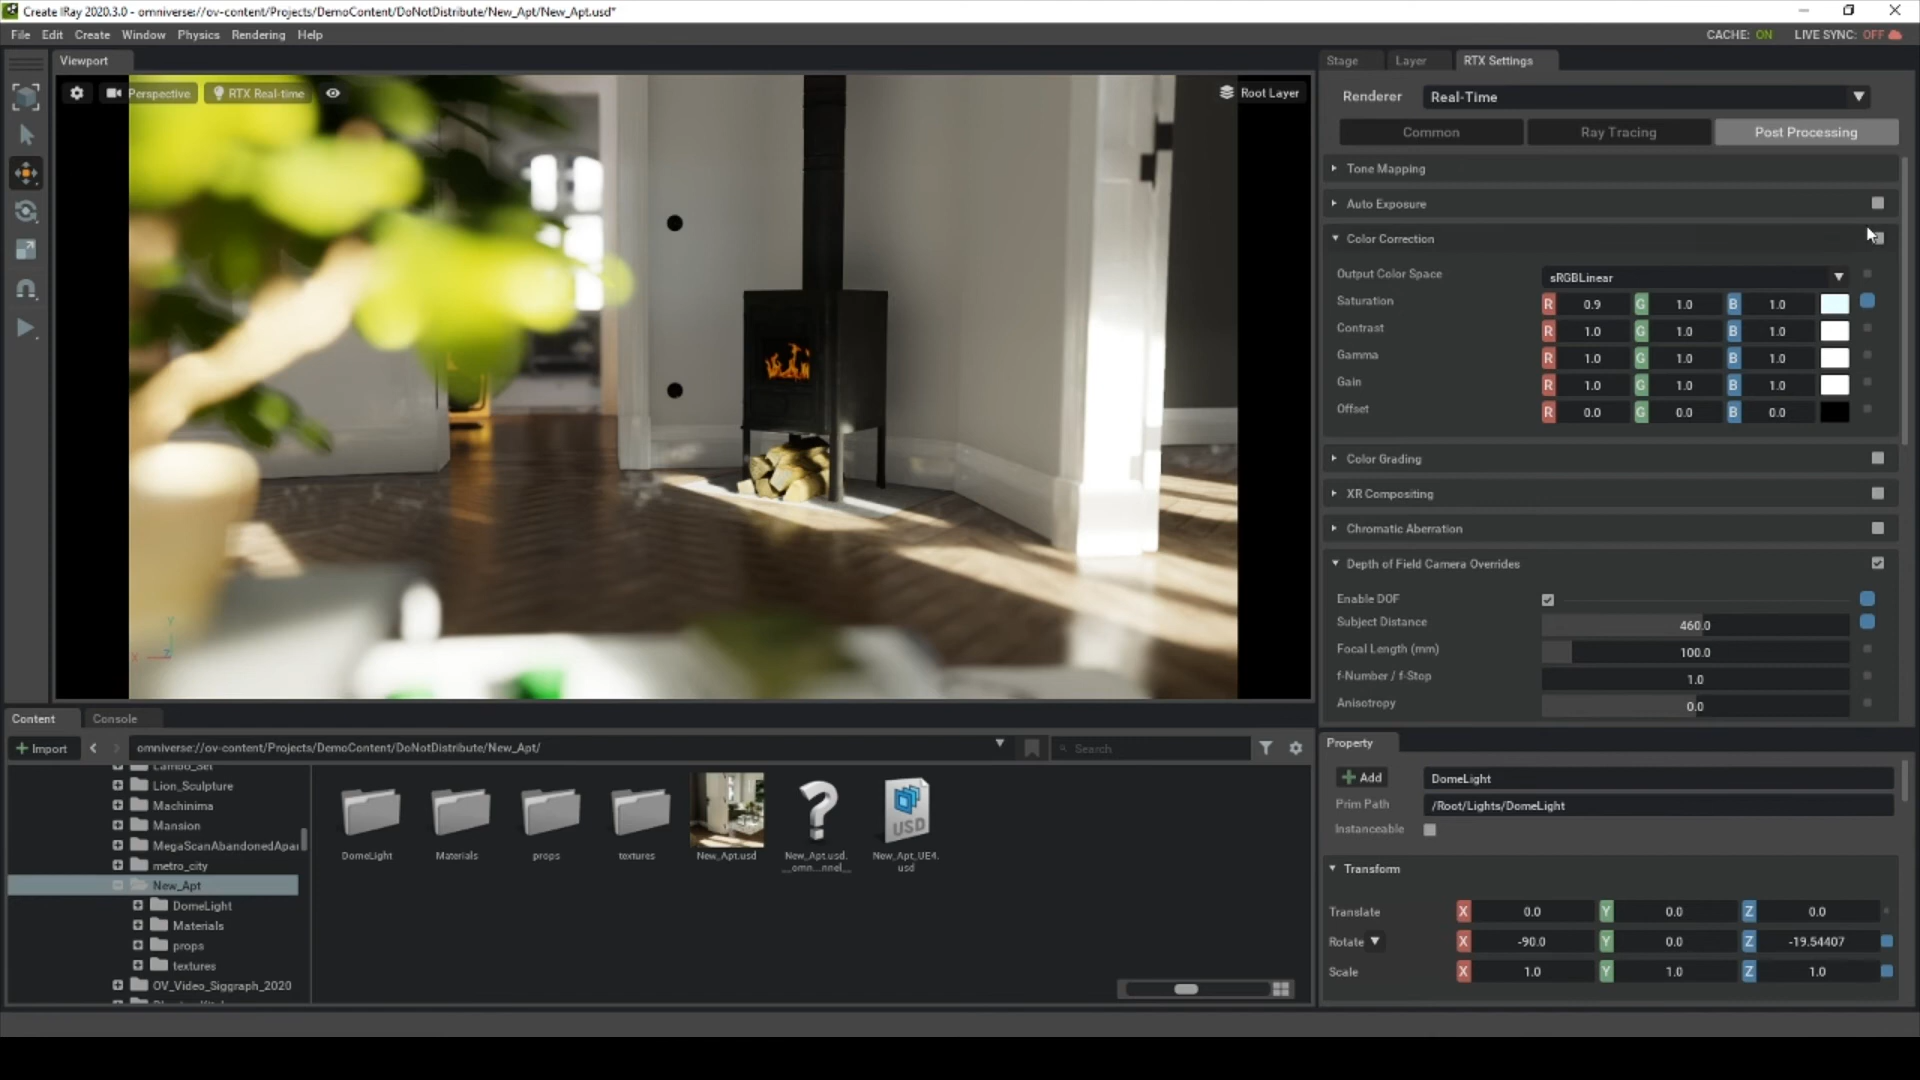 Create IRay 2020.3.0 - omniverse://ov-content/Projects/DemoContent/DoNotDistribute/New_Apt/New_Apt.usd*
File Edit Create Window Physics Rendering Help
CACHE: ON LIVE SYNC: OFF
Viewport
Perspective
RTX Real-time
Root Layer
Stage Layer RTX Settings
Renderer Real-Time
Common Ray Tracing Post Processing
Tone Mapping
Auto Exposure
Color Correction
Output Color Space sRGBLinear
Saturation R 0.9 G 1.0 B 1.0
Contrast R 1.0 G 1.0 B 1.0
Gamma R 1.0 G 1.0 B 1.0
Gain R 1.0 G 1.0 B 1.0
Offset R 0.0 G 0.0 B 0.0
Color Grading
XR Compositing
Chromatic Aberration
Depth of Field Camera Overrides
Enable DOF
Subject Distance 460.0
Focal Length (mm) 100.0
f-Number / f-Stop 1.0
Anisotropy 0.0
Y
X
Z
Content Console
Import
omniverse://ov-content/Projects/DemoContent/DoNotDistribute/New_Apt/
Search
Lambo_Set
Lion_Sculpture
Machinima
Mansion
MegaScanAbandonedApa
metro_city
New_Apt
DomeLight
Materials
props
textures
OV_Video_Siggraph_2020
DomeLight
Materials
props
textures
New_Apt.usd
New_Apt.usd.
__omn...nnel__
USD
New_Apt_UE4.
usd
Property
Add DomeLight
Prim Path /Root/Lights/DomeLight
Instanceable
Transform
Translate X 0.0 Y 0.0 Z 0.0
Rotate X -90.0 Y 0.0 Z -19.54407
Scale X 1.0 Y 1.0 Z 1.0